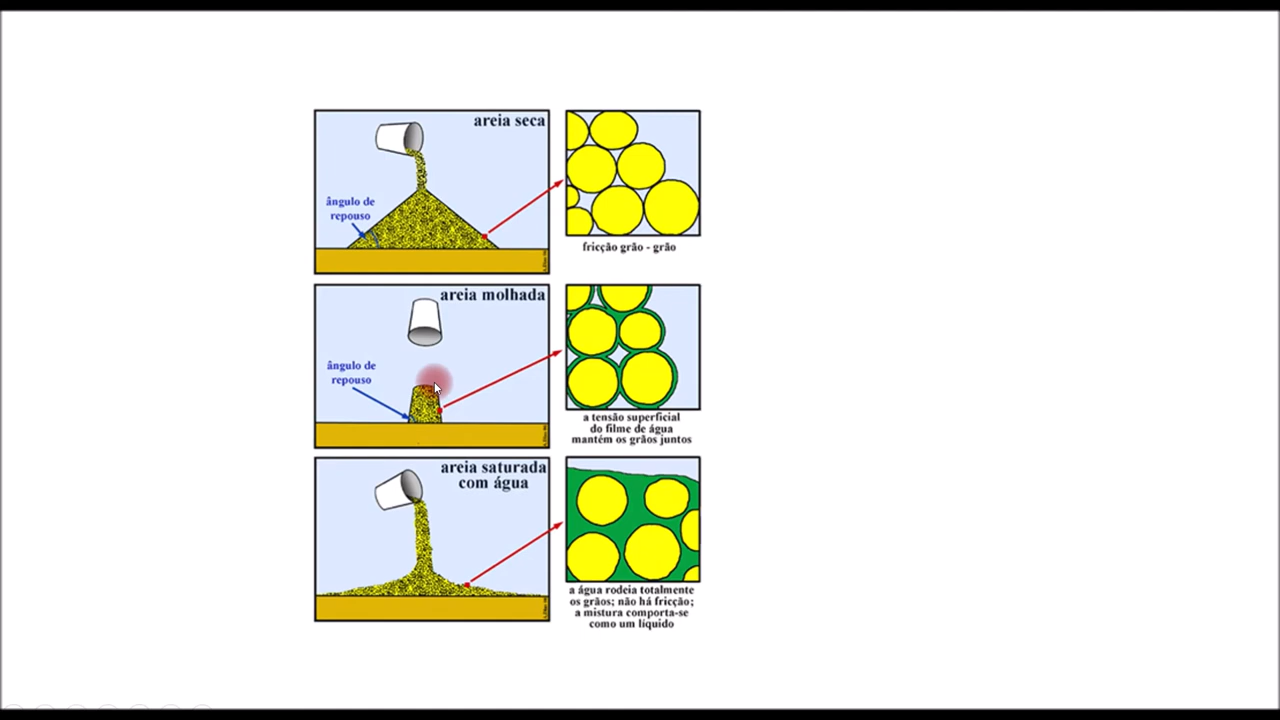 areia seca
ângulo de
repouso
fricção grão - grão
areia molhada
ângulo de
repouso
a tensão superficial
do filme de água
mantém os grãos juntos
areia saturada
com água
a água rodeia totalmente
os grãos; não há fricção;
a mistura comporta-se
como um líquido